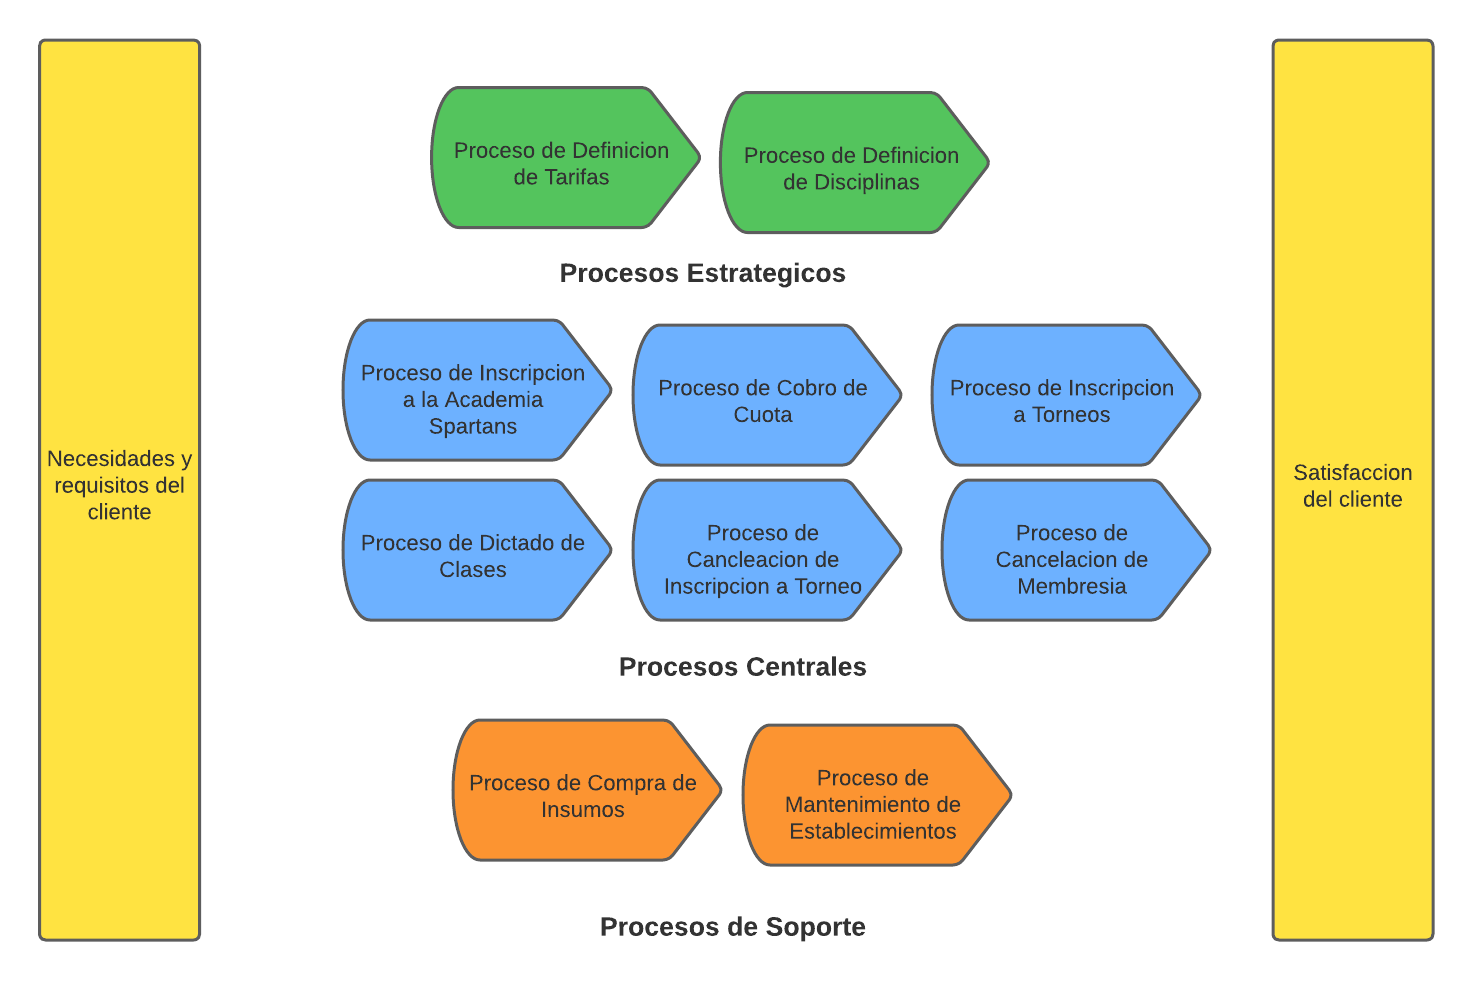 Necesidades y
requisitos del
cliente
Proceso de Definicion
de Tarifas
Proceso de Definicion
de Disciplinas
Procesos Estrategicos
Proceso de Inscripcion
a la Academia
Spartans
Proceso de Cobro de
Cuota
Proceso de Inscripcion
a Torneos
Proceso de Dictado de
Clases
Proceso de
Cancleacion de
Inscripcion a Torneo
Proceso de
Cancelacion de
Membresia
Procesos Centrales
Proceso de Compra de
Insumos
Proceso de
Mantenimiento de
Establecimientos
Procesos de Soporte
Satisfaccion
del cliente